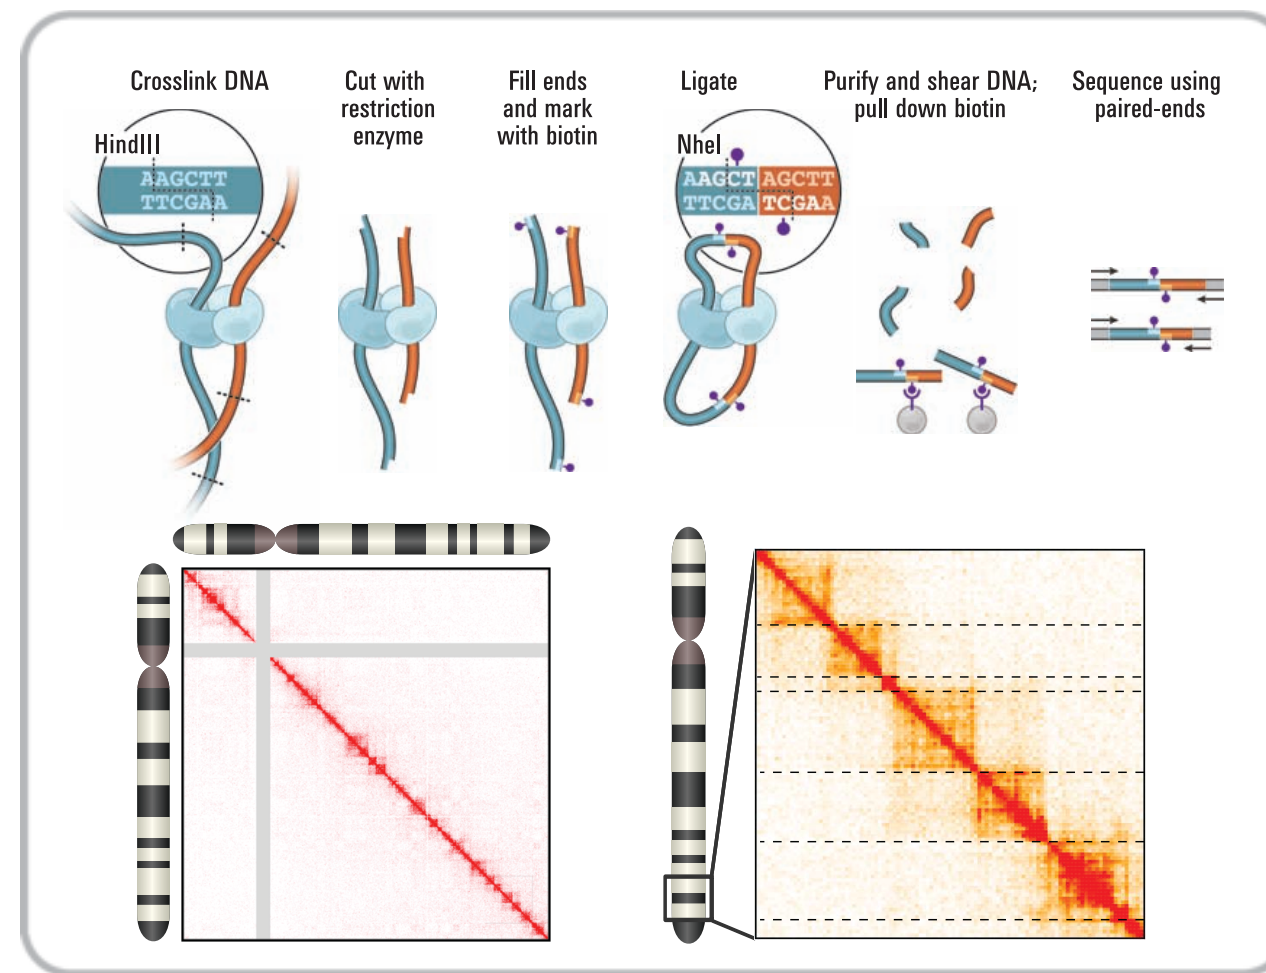 Crosslink DNA
Cut with
restriction
enzyme
Fill ends
and mark
with biotin
Ligate
Purify and shear DNA;
pull down biotin
Sequence using
paired-ends
HindIII
AAGCTT
TTCGAA
NheI
AAGCT AGCTT
TTCGA TCGAA